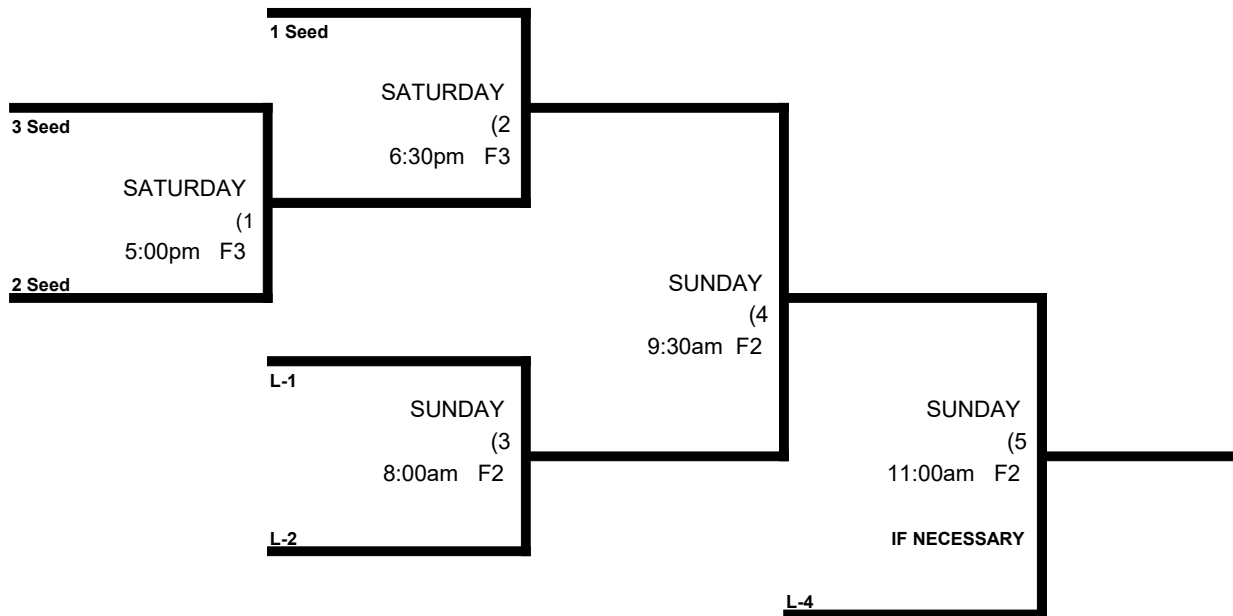 1 Seed
SATURDAY
(2
6:30pm F3
3 Seed
SATURDAY
(1
5:00pm F3
2 Seed
SUNDAY
(4
9:30am F2
L-1
SUNDAY
(3
8:00am F2
L-2
SUNDAY
(5
11:00am F2
IF NECESSARY
L-4